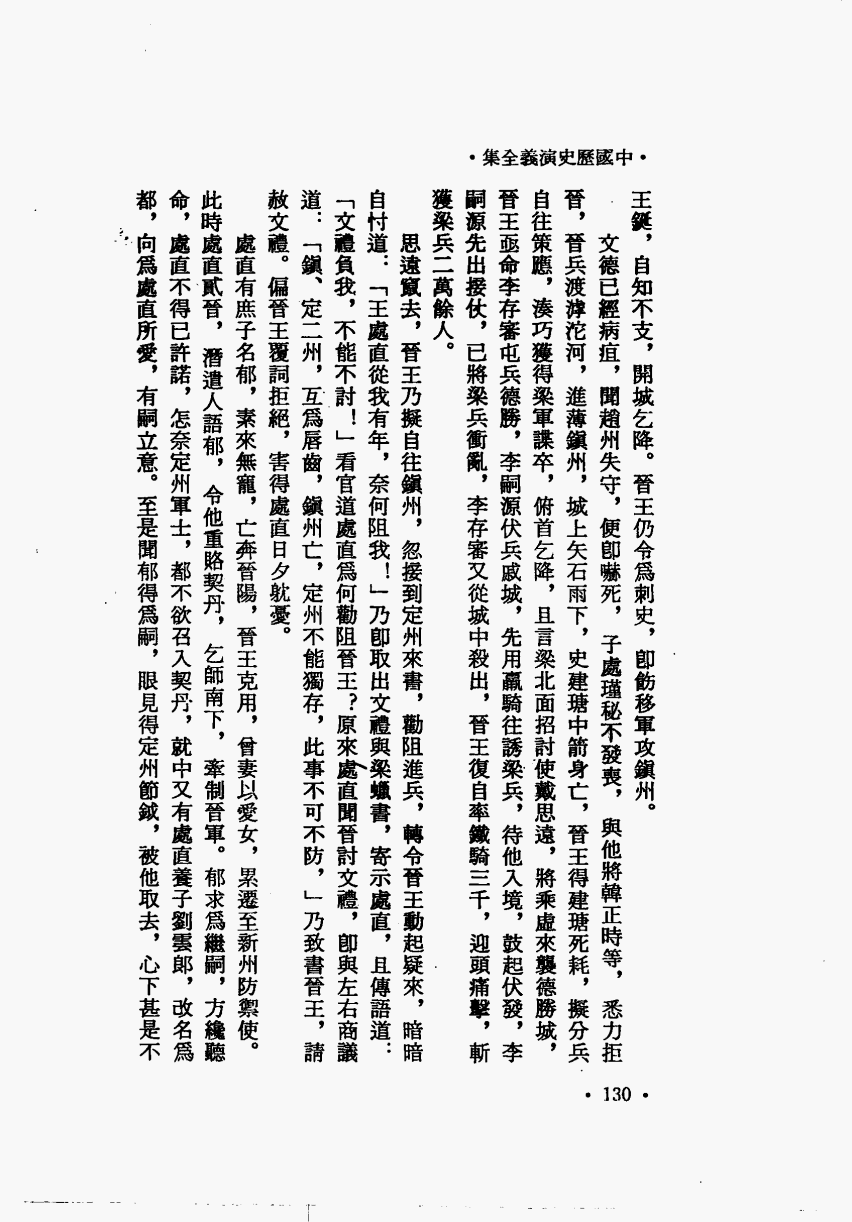 ·中國歷史演義全集·
王鋋，自知不支，開城乞降。晉王仍令爲刺史，卽飭移軍攻鎭州。
文德已經病疽，聞趙州失守，便卽嚇死，子處瑾秘不發喪，與他將韓正時等，悉力拒
晉，晉兵渡滹沱河，進薄鎭州，城上矢石雨下，史建瑭中箭身亡，晉王得建瑭死耗，擬分兵
自往策應，湊巧獲得梁軍諜卒，俯首乞降，且言梁北面招討使戴思遠，將乘虛來襲德勝城，
晉王亟命李存審屯兵德勝，李嗣源伏兵戚城，先用羸騎往誘梁兵，待他入境，鼓起伏發，李
嗣源先出接仗，已將梁兵衝亂，李存審又從城中殺出，晉王復自率鐵騎三千，迎頭痛擊，斬
獲梁兵二萬餘人。
思遠竄去，晉王乃擬自往鎭州，忽接到定州來書，勸阻進兵，轉令晉王動起疑來，暗暗
自忖道：「王處直從我有年，奈何阻我！」乃卽取出文禮與梁蠟書，寄示處直，且傳語道：
「文禮負我，不能不討！」看官道處直爲何勸阻晉王？原來處直聞晉討文禮，卽與左右商議
道：「鎭、定二州，互爲唇齒，鎭州亡，定州不能獨存，此事不可不防，」乃致書晉王，請
赦文禮。偏晉王覆詞拒絕，害得處直日夕躭憂。
處直有庶子名郁，素來無寵，亡奔晉陽，晉王克用，曾妻以愛女，累遷至新州防禦使。
此時處直貳晉，潛遣人語郁，令他重賂契丹，乞師南下，牽制晉軍。郁求爲繼嗣，方纔聽
命，處直不得已許諾，怎奈定州軍士，都不欲召入契丹，就中又有處直養子劉雲郎，改名爲
都，向爲處直所愛，有嗣立意。至是聞郁得爲嗣，眼見得定州節鉞，被他取去，心下甚是不
·130·